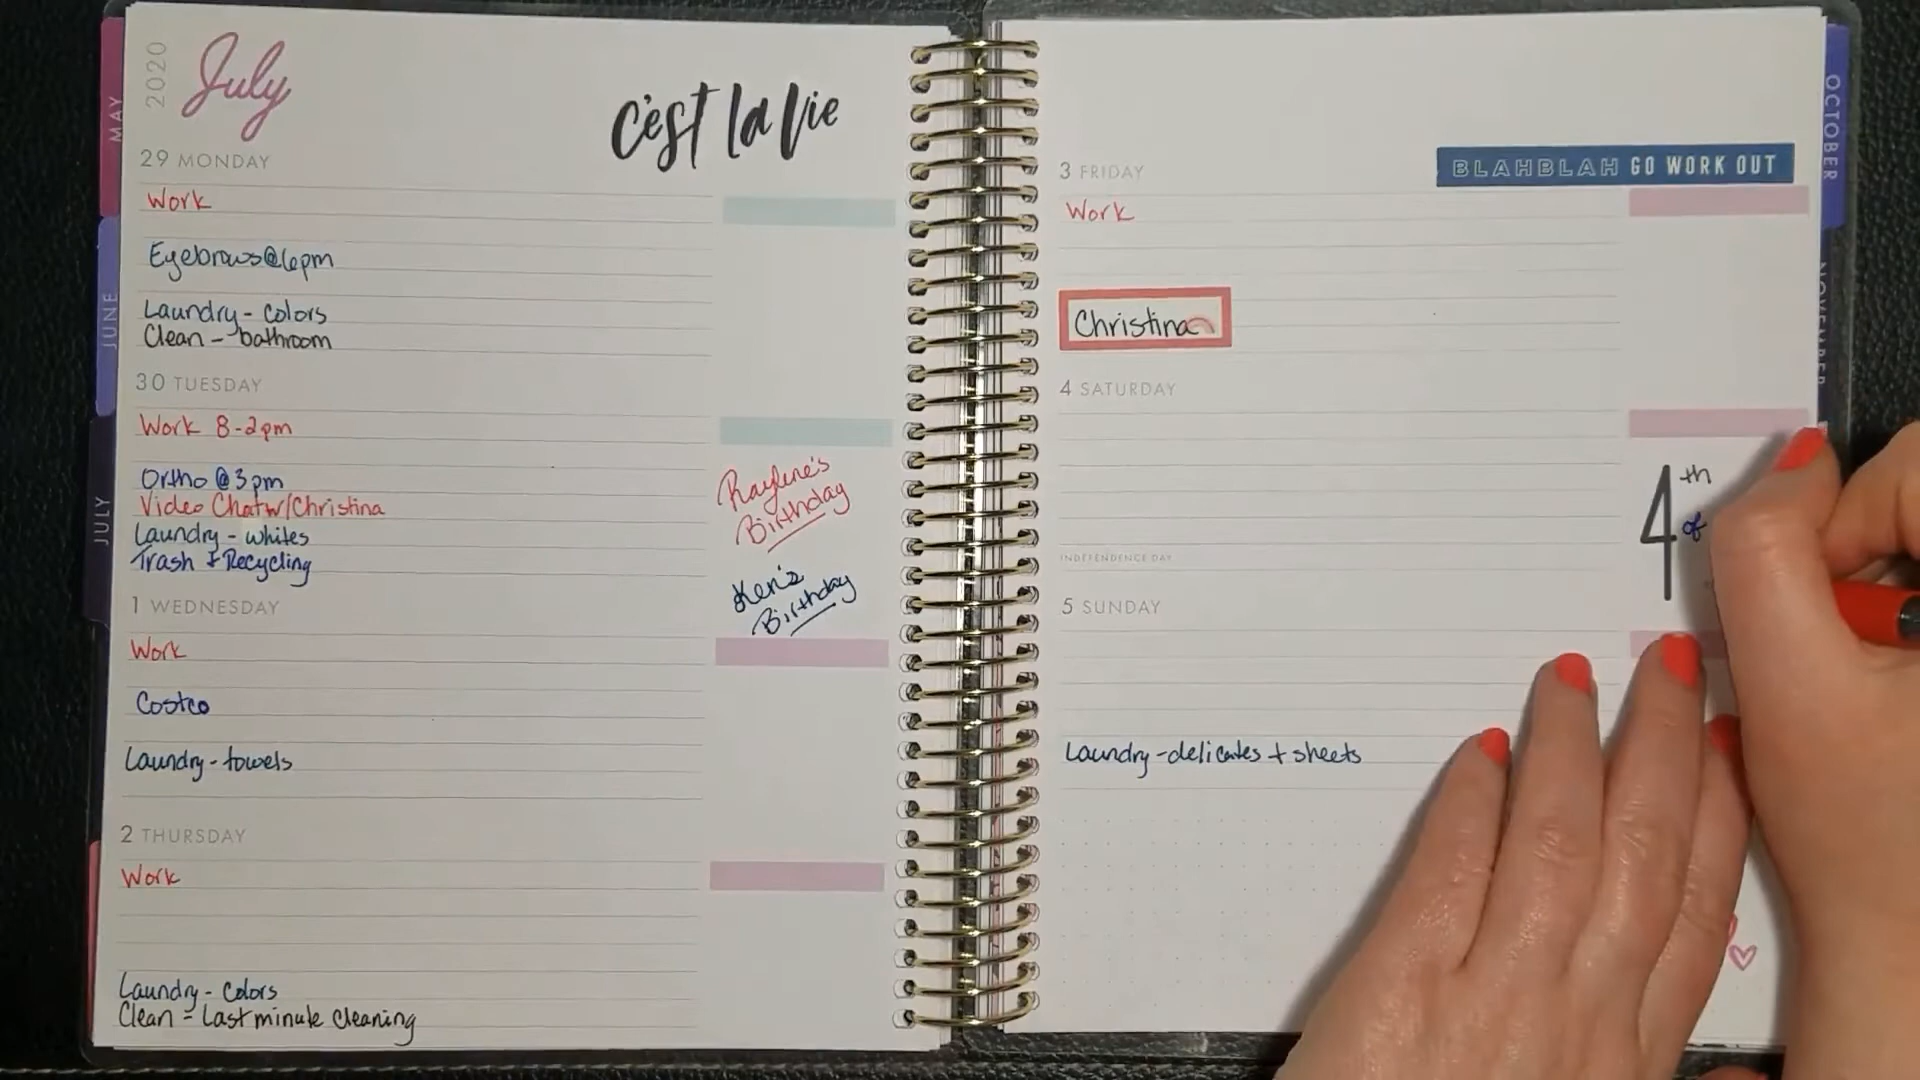 2020
July
c'est la vie
29 MONDAY
Work
Eyebrows@6pm
Laundry - colors
Clean - bathroom
30 TUESDAY
Work 8-2pm
Ortho @ 3pm
Video Chat w/Christina
Laundry - whites
Trash & Recycling
Raylene's
Birthday
Ken's
Birthday
1 WEDNESDAY
Work
Costco
Laundry - towels
2 THURSDAY
Work
Laundry - colors
Clean - Last minute cleaning
MAY
JUNE
JULY
BLAHBLAH GO WORK OUT
3 FRIDAY
Work
Christina
4 SATURDAY
4th
of
INDEPENDENCE DAY
5 SUNDAY
Laundry - delicates + sheets
OCTOBER
NOVEMBER